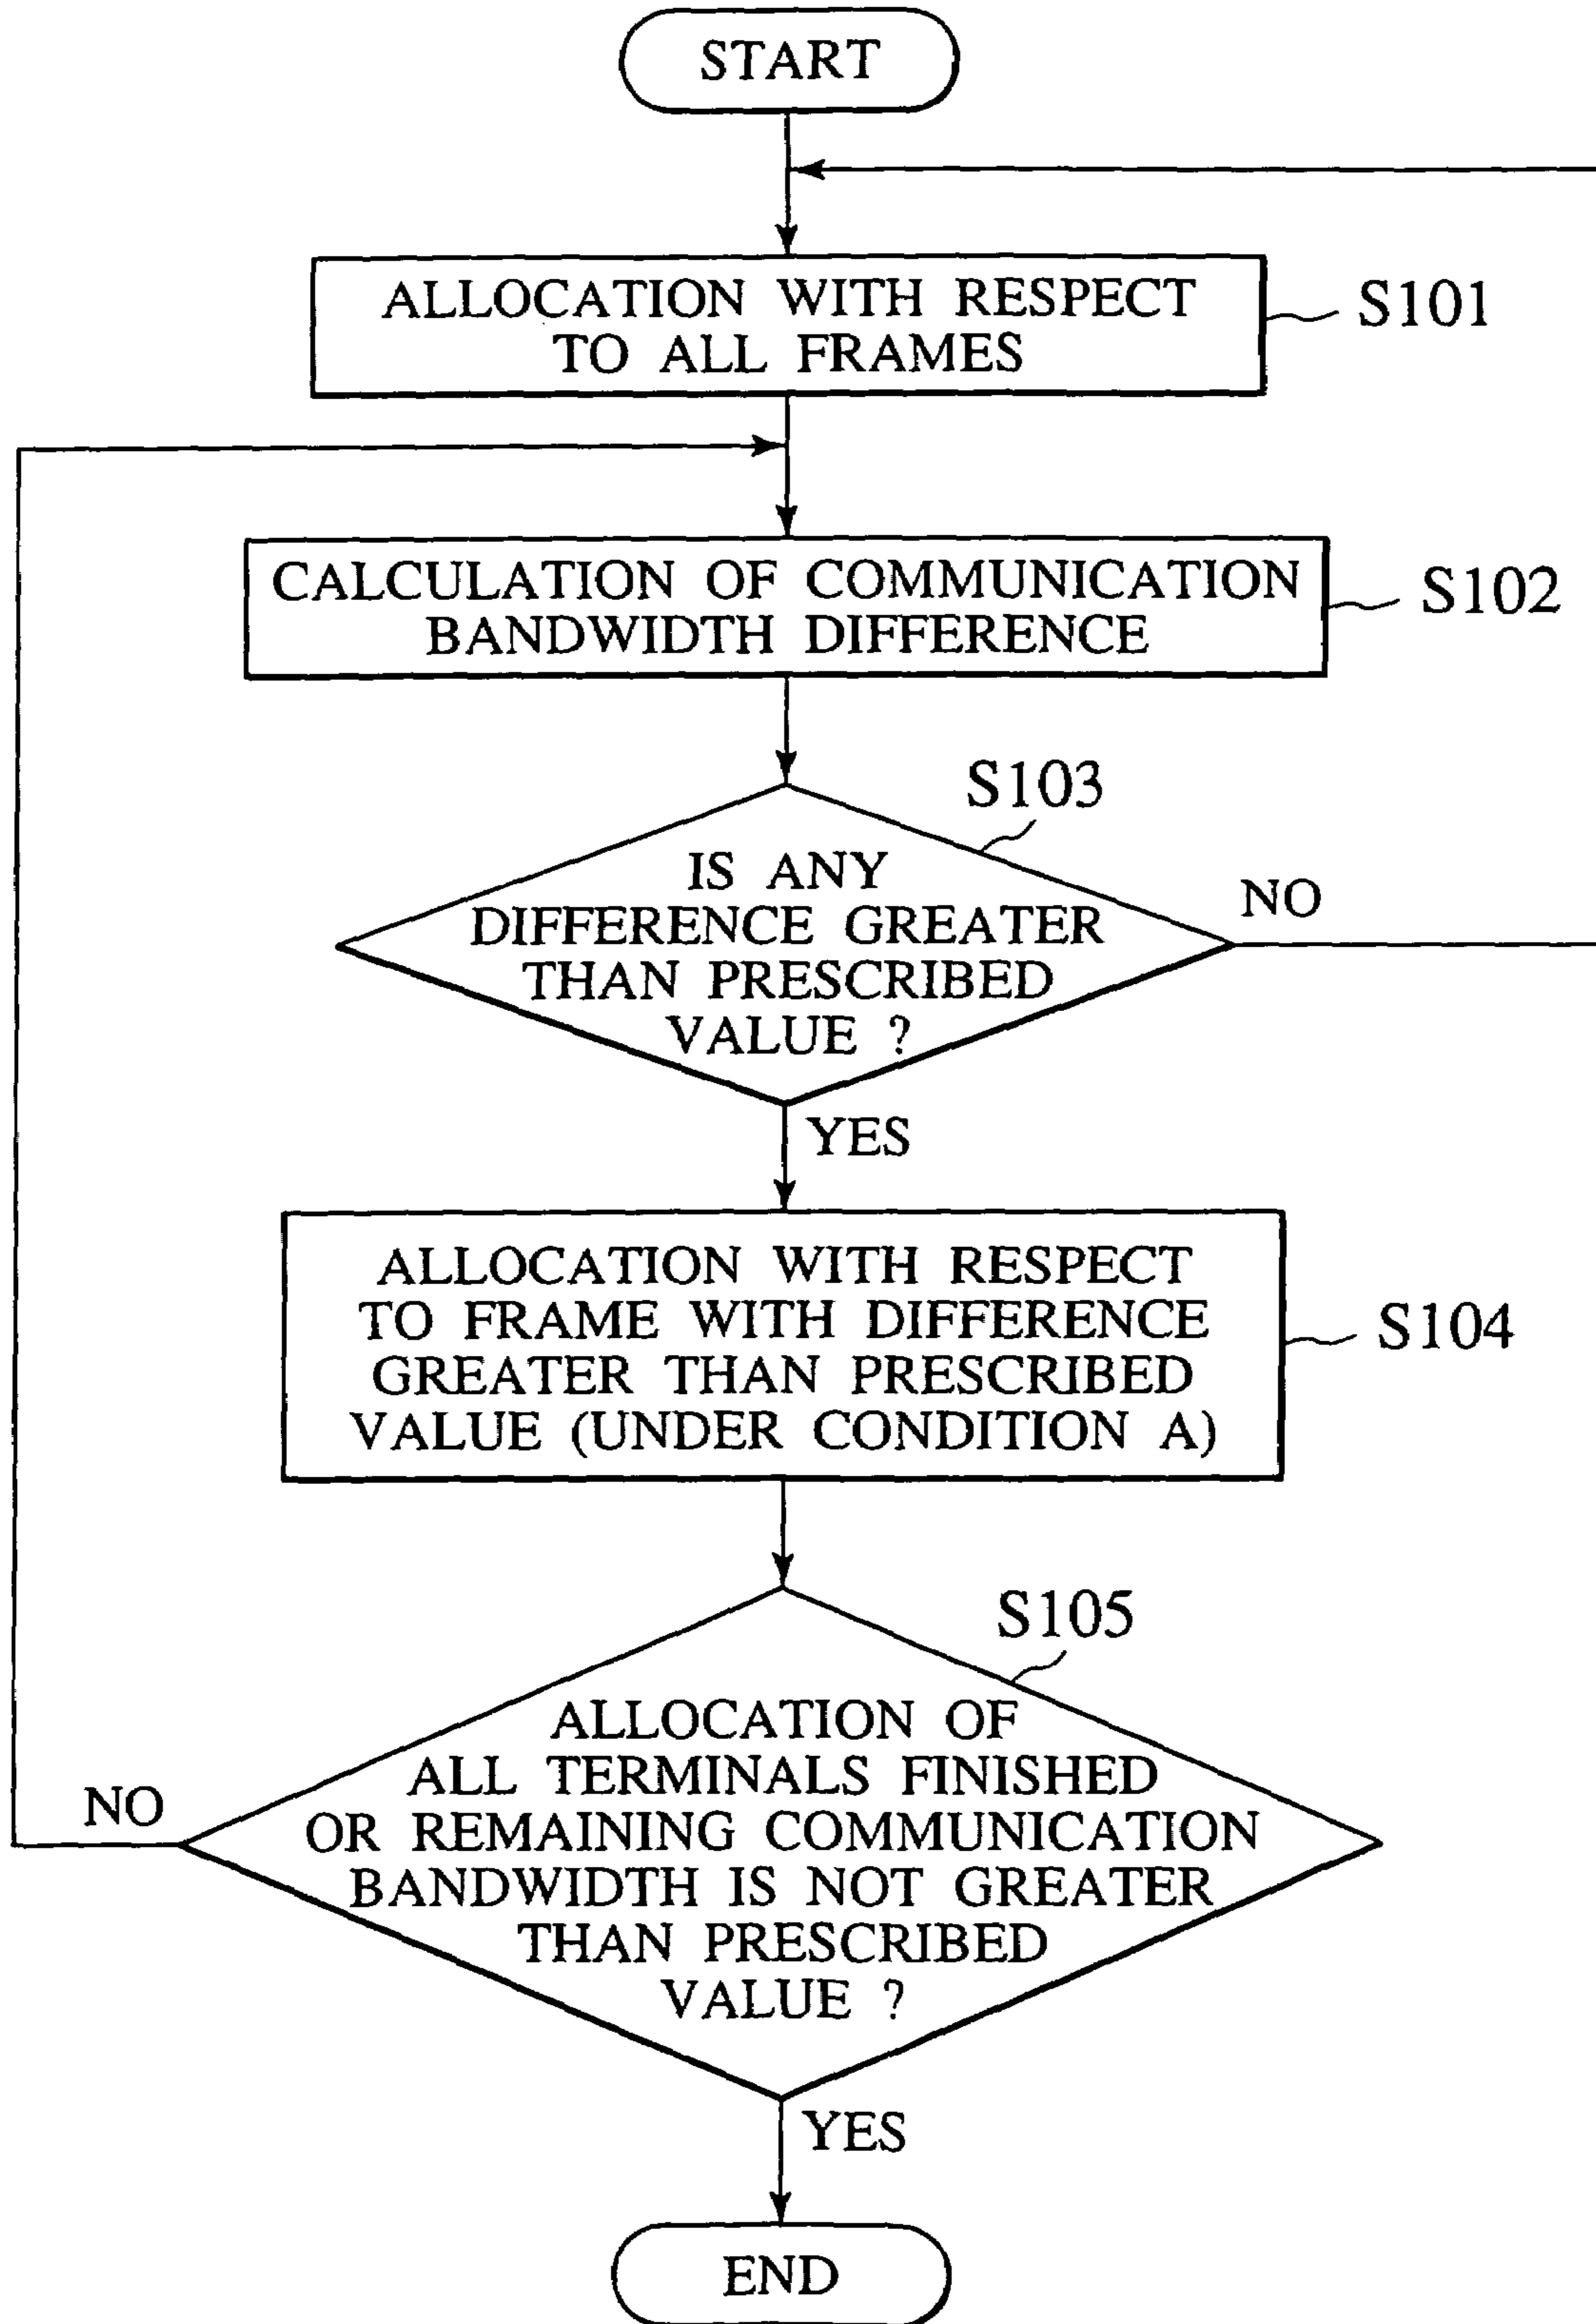 START
ALLOCATION WITH RESPECT
TO ALL FRAMES
S101
CALCULATION OF COMMUNICATION
BANDWIDTH DIFFERENCE
S102
S103
IS ANY
DIFFERENCE GREATER
THAN PRESCRIBED
VALUE ?
NO
YES
ALLOCATION WITH RESPECT
TO FRAME WITH DIFFERENCE
GREATER THAN PRESCRIBED
VALUE (UNDER CONDITION A)
S104
S105
ALLOCATION OF
ALL TERMINALS FINISHED
OR REMAINING COMMUNICATION
BANDWIDTH IS NOT GREATER
THAN PRESCRIBED
VALUE ?
NO
YES
END